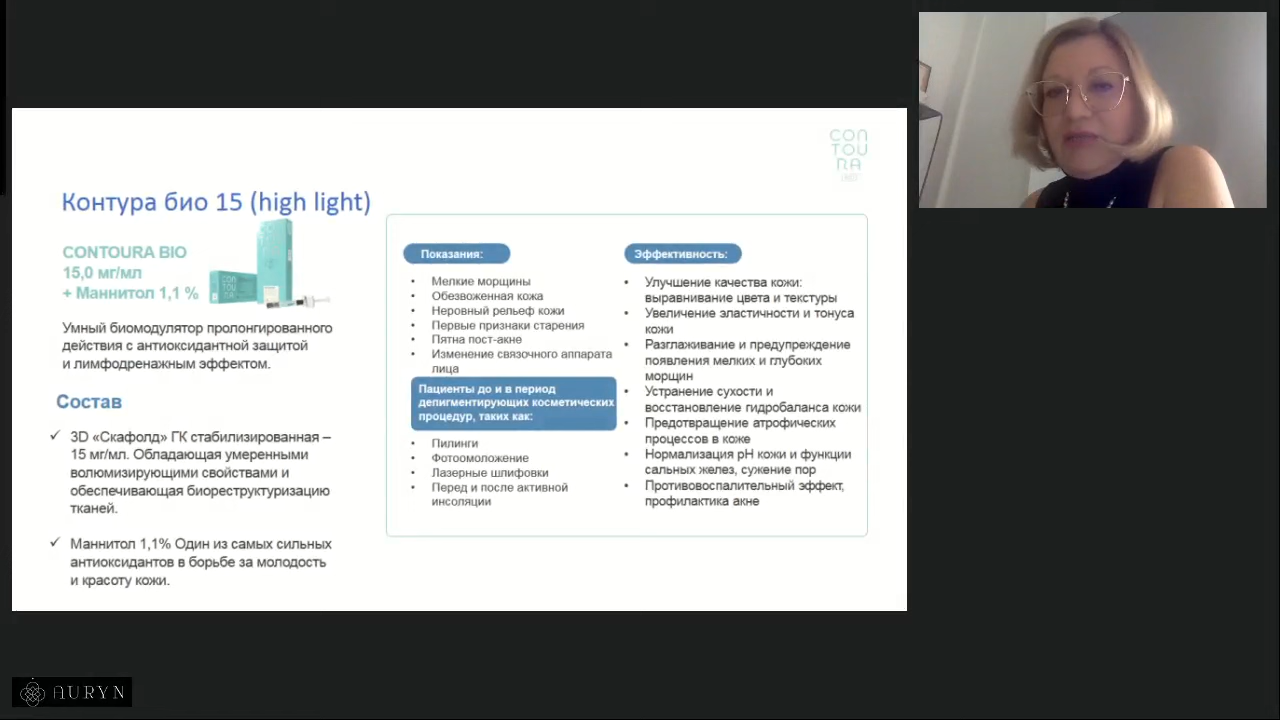 CON
TOU
RA
Контура био 15 (high light)
CONTOURA BIO
15,0 мг/мл
+ Маннитол 1,1 %
Умный биомодулятор пролонгированного
действия с антиоксидантной защитой
и лимфодренажным эффектом.
Состав
✓ 3D «Скафолд» ГК стабилизированная –
15 мг/мл. Обладающая умеренными
волюмизирующими свойствами и
обеспечивающая биореструктуризацию
тканей.
✓ Маннитол 1,1% Один из самых сильных
антиоксидантов в борьбе за молодость
и красоту кожи.
Показания:
• Мелкие морщины
• Обезвоженная кожа
• Неровный рельеф кожи
• Первые признаки старения
• Пятна пост-акне
• Изменение связочного аппарата
лица
Пациенты до и в период
депигментирующих косметических
процедур, таких как:
• Пилинги
• Фотоомоложение
• Лазерные шлифовки
• Перед и после активной
инсоляции
Эффективность:
• Улучшение качества кожи:
выравнивание цвета и текстуры
• Увеличение эластичности и тонуса
кожи
• Разглаживание и предупреждение
появления мелких и глубоких
морщин
• Устранение сухости и
восстановление гидробаланса кожи
• Предотвращение атрофических
процессов в коже
• Нормализация pH кожи и функции
сальных желез, сужение пор
• Противовоспалительный эффект,
профилактика акне
AURYN